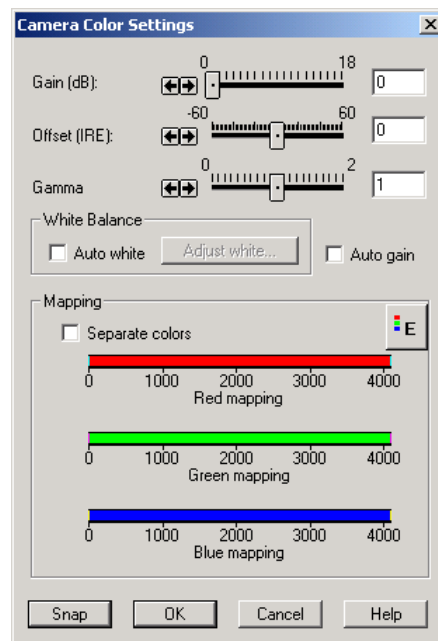 Camera Color Settings
0 18
Gain (dB): 0
-60 60
Offset (IRE): 0
0 2
Gamma 1
White Balance
Auto white Adjust white... Auto gain
Mapping
E
Separate colors
0 1000 2000 3000 4000
Red mapping
0 1000 2000 3000 4000
Green mapping
0 1000 2000 3000 4000
Blue mapping
Snap OK Cancel Help